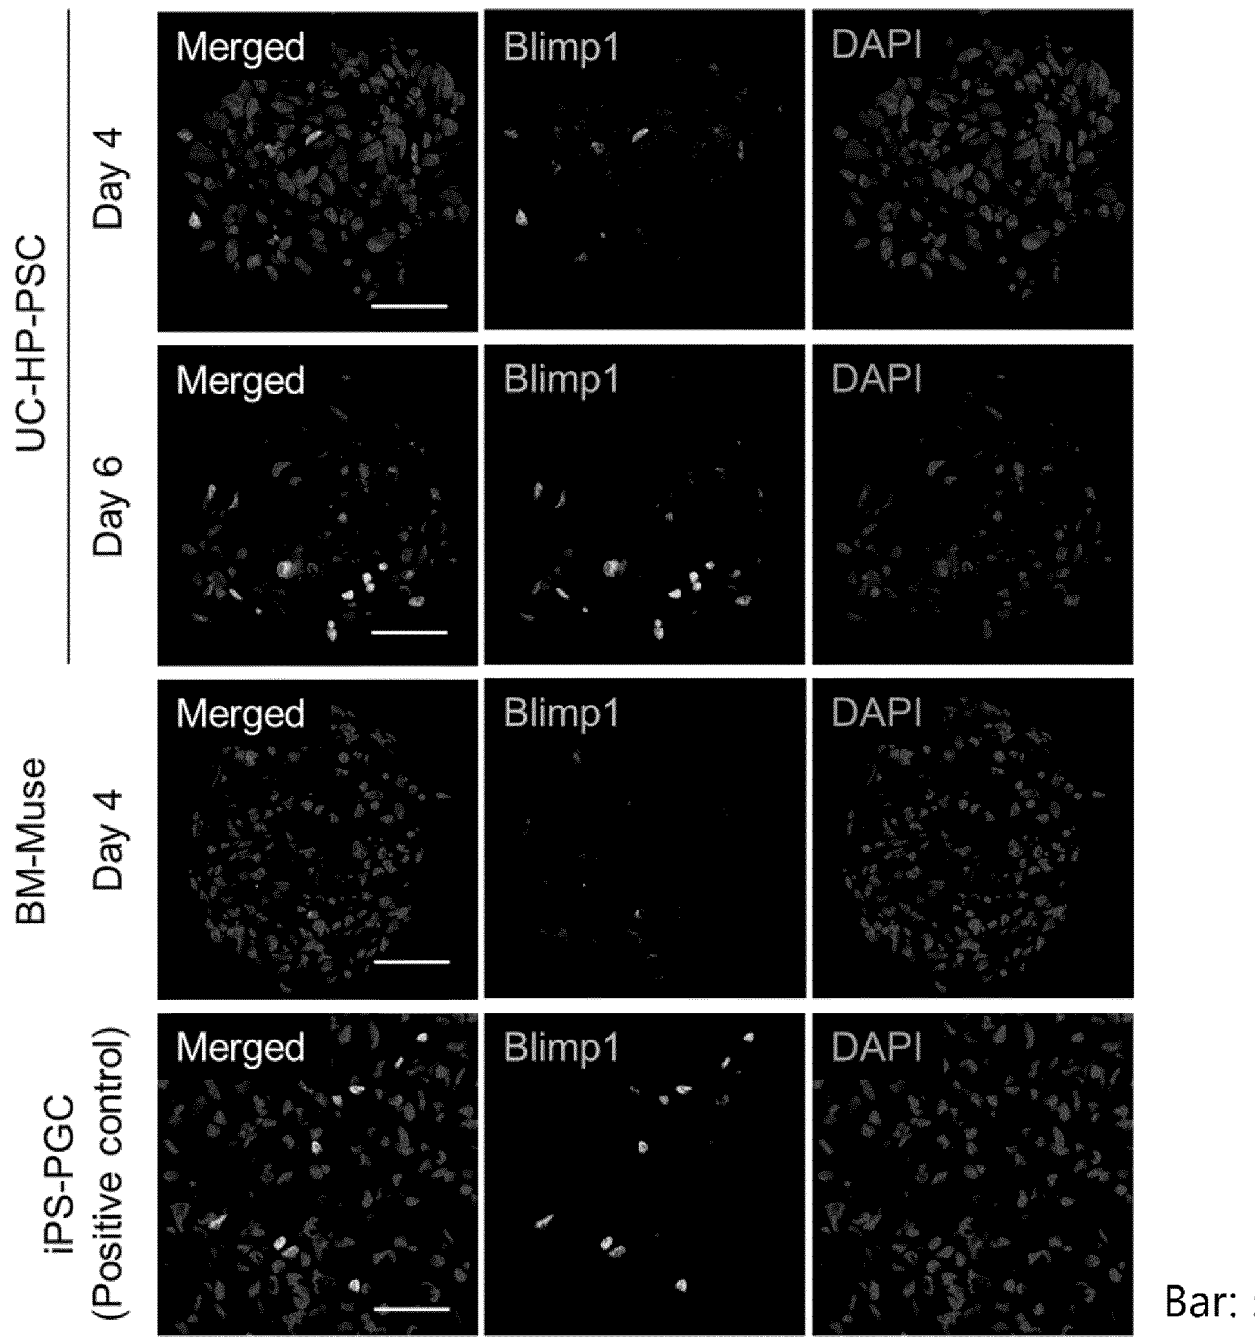 UC-HP-PSC
Day 4
Merged
Blimp1
DAPI
Day 6
Merged
Blimp1
DAPI
BM-Muse
Day 4
Merged
Blimp1
DAPI
iPS-PGC
(Positive control)
Merged
Blimp1
DAPI
Bar: